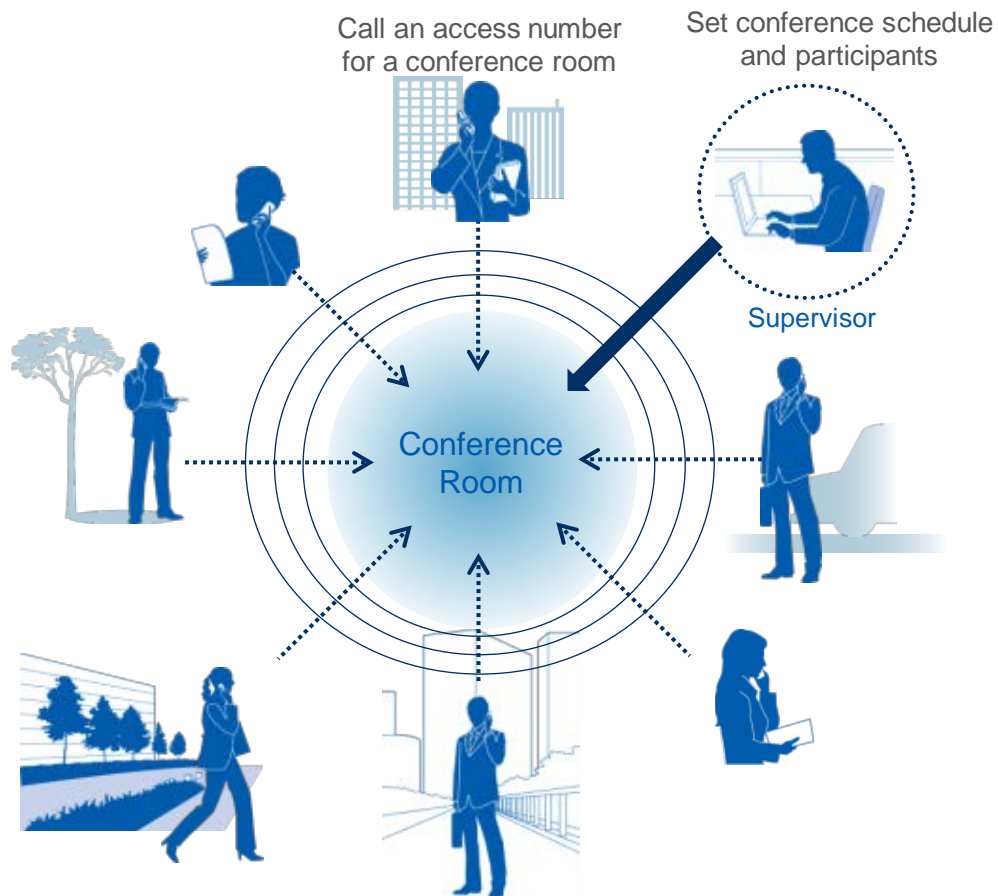 Call an access number
for a conference room
Set conference schedule
and participants
Supervisor
Conference
Room